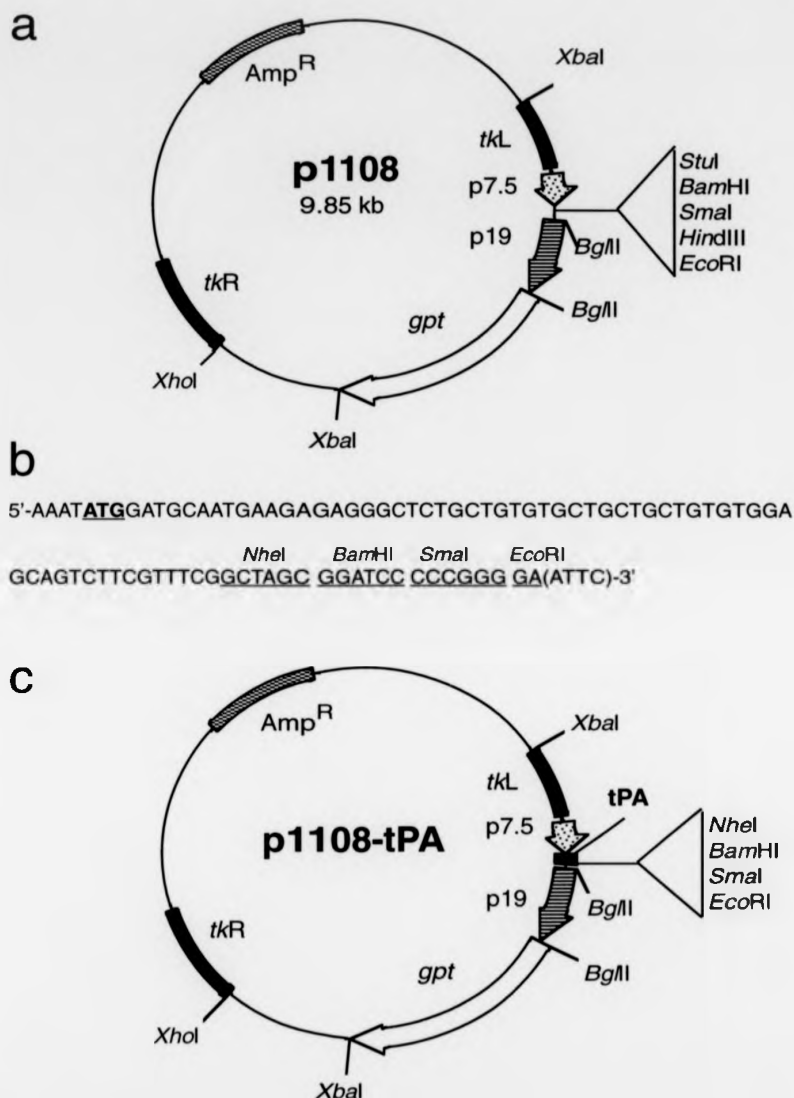 a
XbaI
Amp^R
tkL
p1108
9.85 kb
p7.5
StuI
BamHI
SmaI
HindIII
EcoRI
p19
BglII
tkR
gpt
BglII
XhoI
XbaI
b
5'-AAATATGGATGCAATGAAGAGAGGGCTCTGCTGTGTGCTGCTGCTGTGTGGA
NheI BamHI SmaI EcoRI
GCAGTCTTCGTTTCGGCTAGC GGATCC CCCGGG GA(ATTC)-3'
c
XbaI
Amp^R
tkL
tPA
p7.5
p1108-tPA
NheI
BamHI
SmaI
EcoRI
p19
BglII
tkR
gpt
BglII
XhoI
XbaI